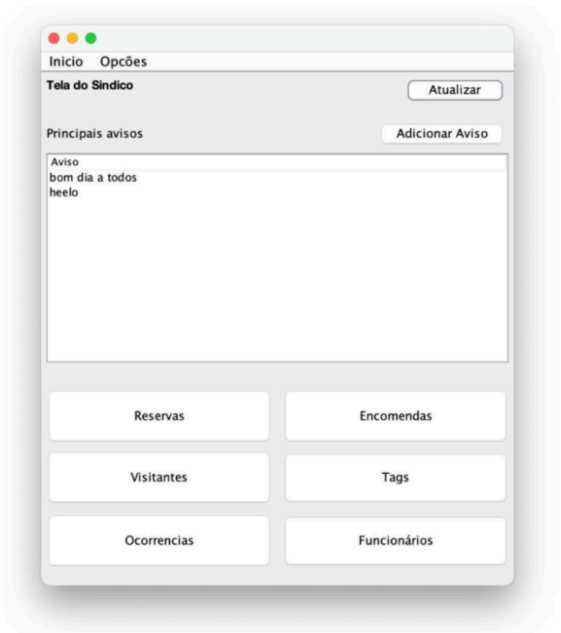 Inicio Opcões
Tela do Sindico
Atualizar
Principais avisos
Adicionar Aviso
Aviso
bom dia a todos
heelo
Reservas
Encomendas
Visitantes
Tags
Ocorrencias
Funcionários